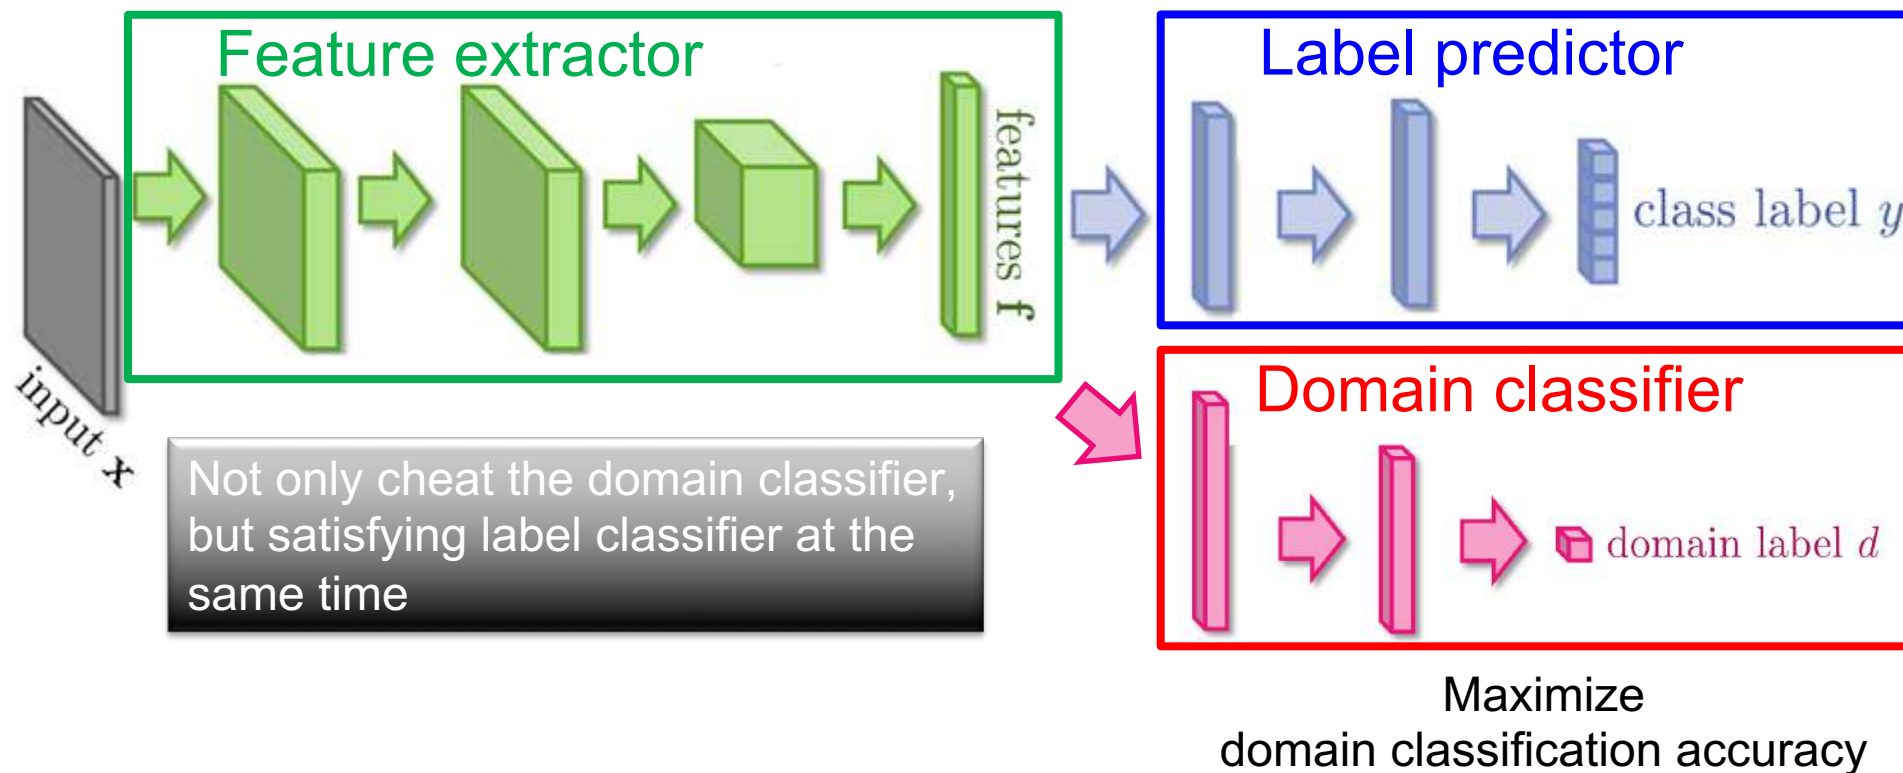 Feature extractor
Label predictor
input x
features f
class label y
Domain classifier
domain label d
Not only cheat the domain classifier,
but satisfying label classifier at the
same time
Maximize
domain classification accuracy